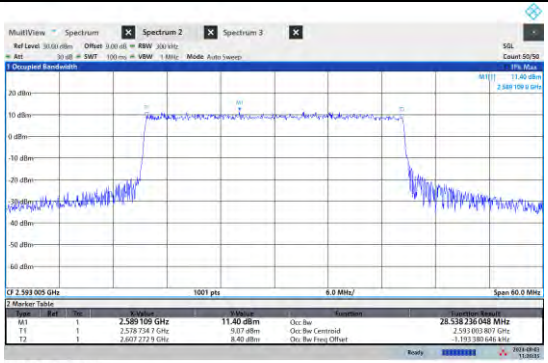 MultiView Spectrum X Spectrum 2 X Spectrum 3 X
Ref Level 30.00 dBm Offset 9.00 dB RBW 300 kHz SGL
Att 30 dB SWT 100 ms VBW 1 MHz Mode Auto Sweep Count 50/50
1 Occupied Bandwidth 1Pk Max
M1[1] 11.40 dBm
2.589 109 0 GHz
20 dBm
M1
T1 T2
10 dBm
0 dBm
-10 dBm
-20 dBm
-30 dBm
-40 dBm
-50 dBm
-60 dBm
CF 2.593 005 GHz 1001 pts 6.0 MHz/ Span 60.0 MHz
2 Marker Table
Type Ref Trc X-Value Y-Value Function Function Result
M1 1 2.589 109 GHz 11.40 dBm Occ Bw 28.538 236 048 MHz
T1 1 2.578 734 7 GHz 9.07 dBm Occ Bw Centroid 2.593 003 807 GHz
T2 1 2.607 272 9 GHz 8.40 dBm Occ Bw Freq Offset -1.193 380 646 kHz
Ready